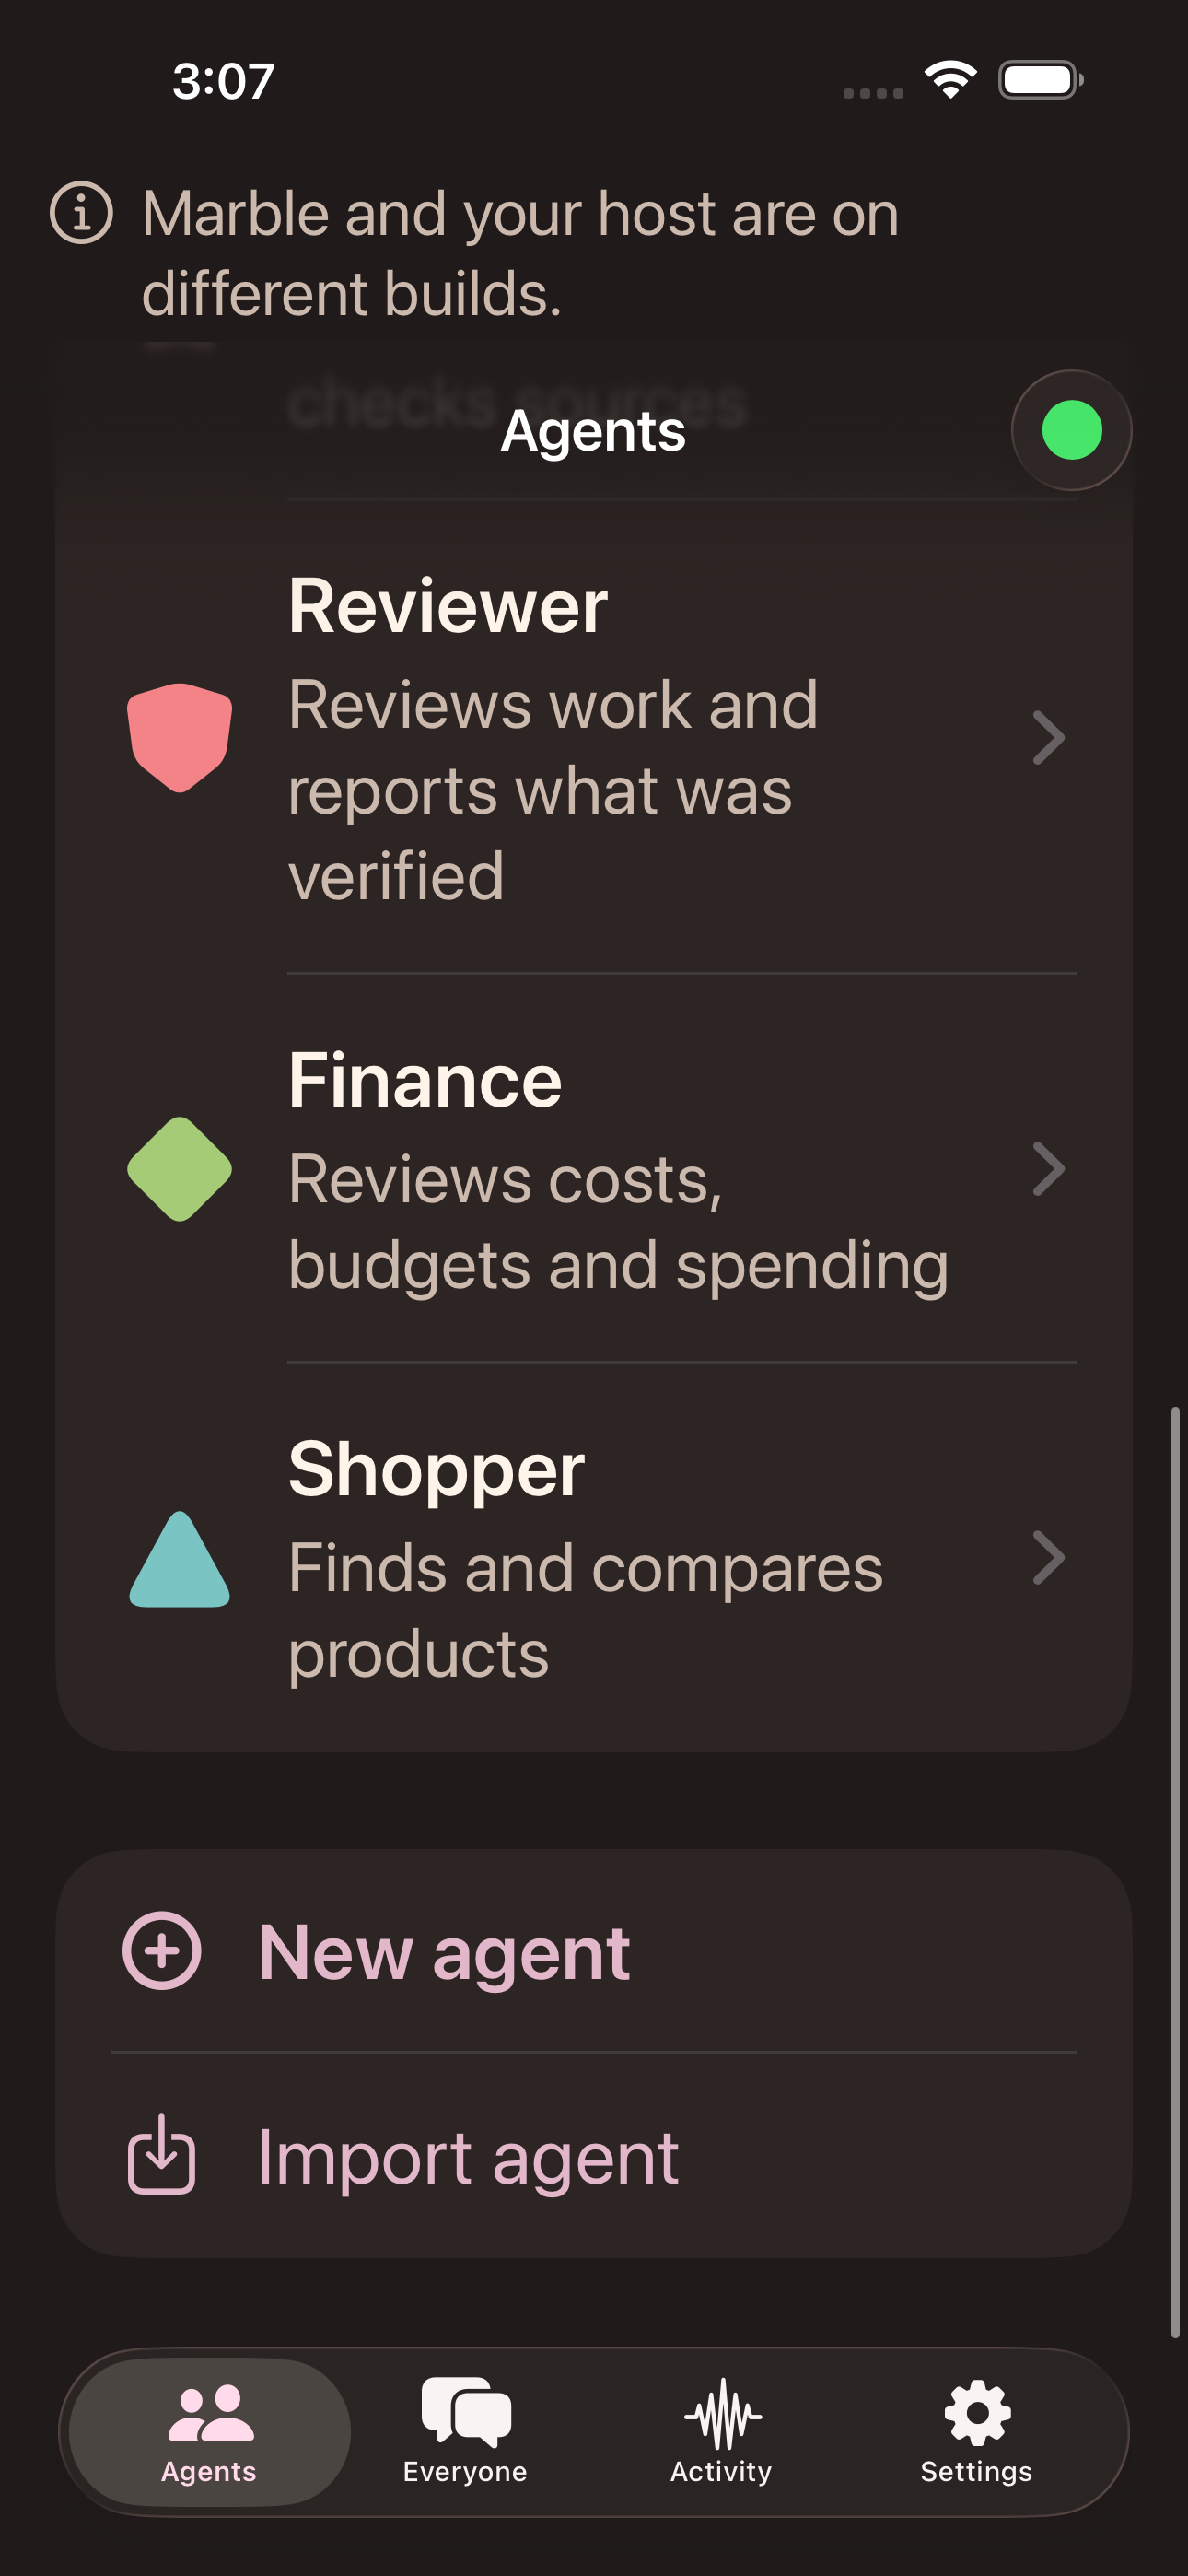 3:07
Marble and your host are on
different builds.
checks sources
Agents
Reviewer
Reviews work and
reports what was
verified
Finance
Reviews costs,
budgets and spending
Shopper
Finds and compares
products
New agent
Import agent
Agents
Everyone
Activity
Settings